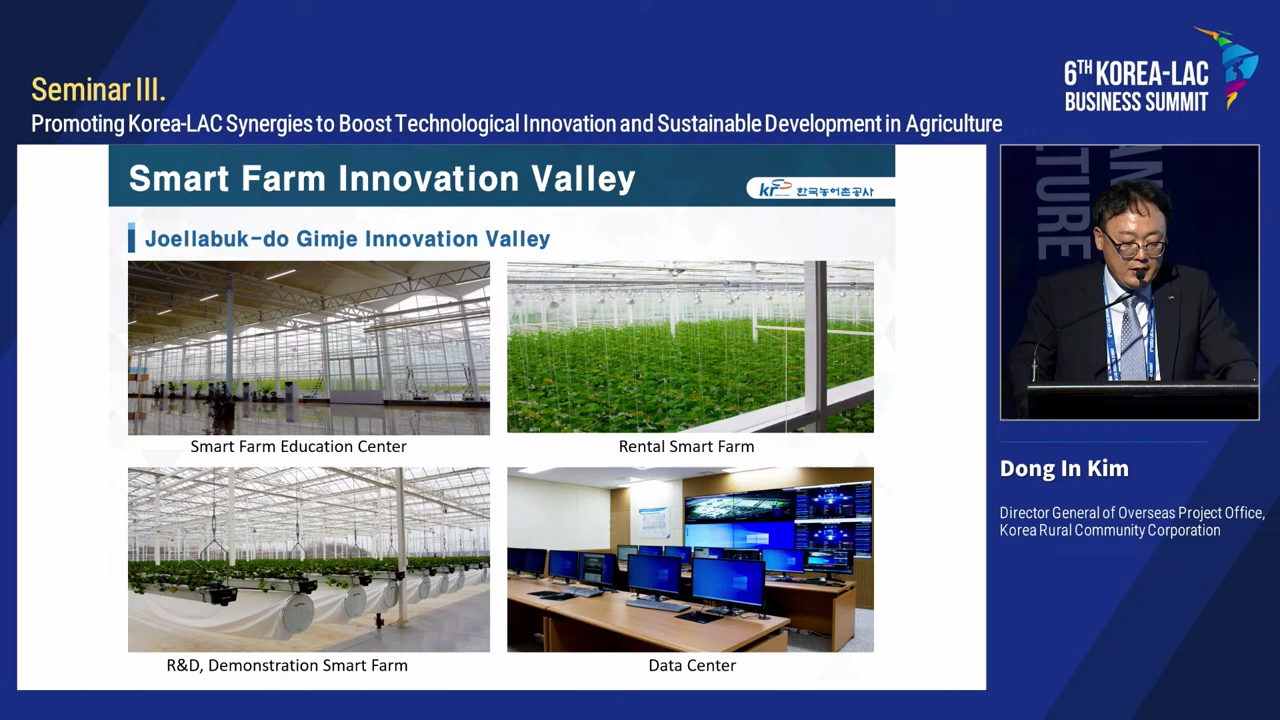 Seminar III.
Promoting Korea-LAC Synergies to Boost Technological Innovation and Sustainable Development in Agriculture
6TH KOREA-LAC
BUSINESS SUMMIT
Smart Farm Innovation Valley
kr 한국농어촌공사
Joellabuk-do Gimje Innovation Valley
Smart Farm Education Center
Rental Smart Farm
R&D, Demonstration Smart Farm
Data Center
LTURE
Dong In Kim
Director General of Overseas Project Office,
Korea Rural Community Corporation